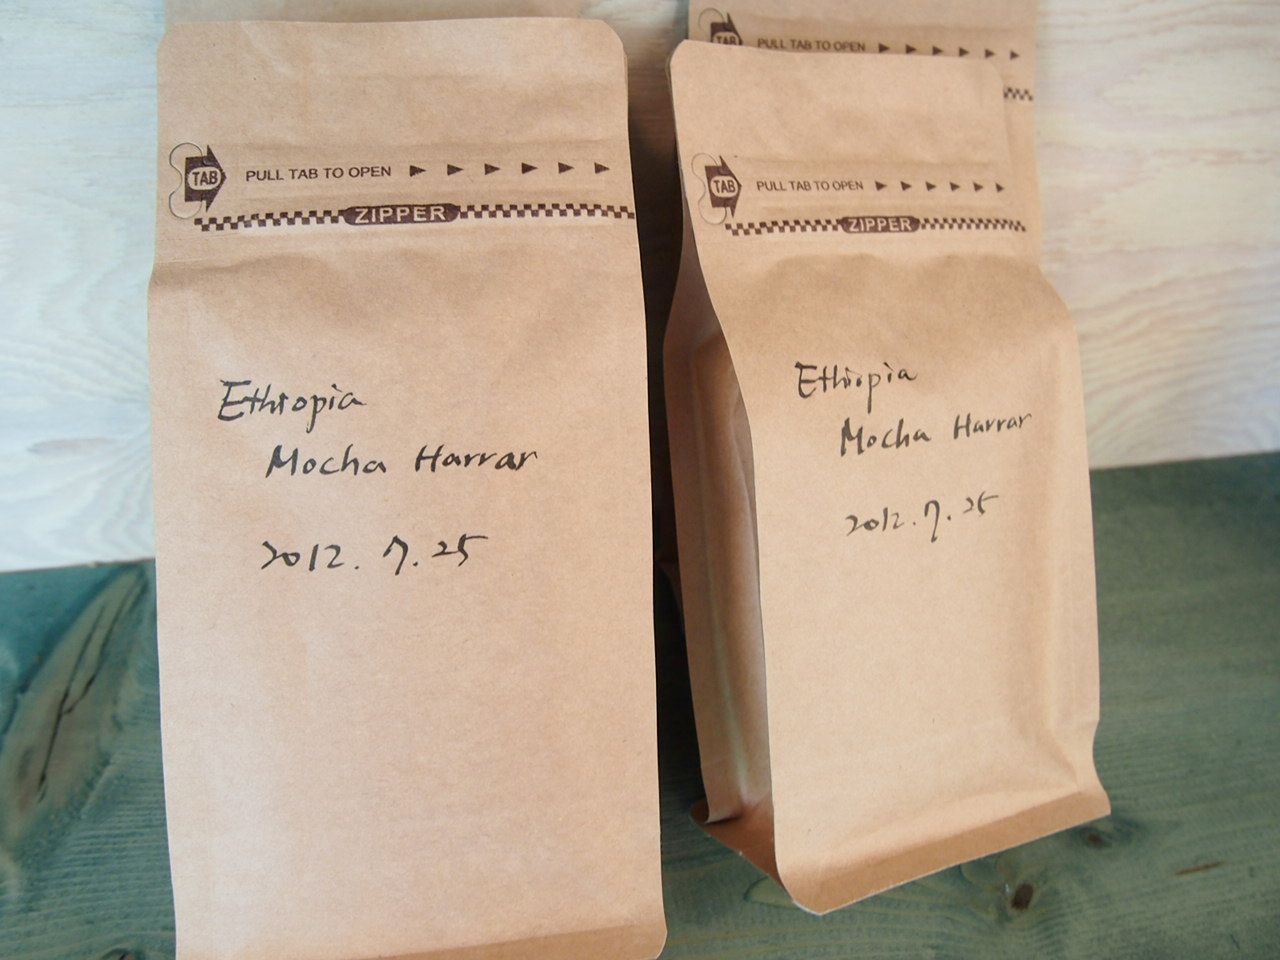 TAB PULL TAB TO OPEN
ZIPPER
Ethiopia
Mocha Harrar
2012.7.25
TAB PULL TAB TO OPEN
TAB PULL TAB TO OPEN
ZIPPER
Ethiopia
Mocha Harrar
2012.7.25